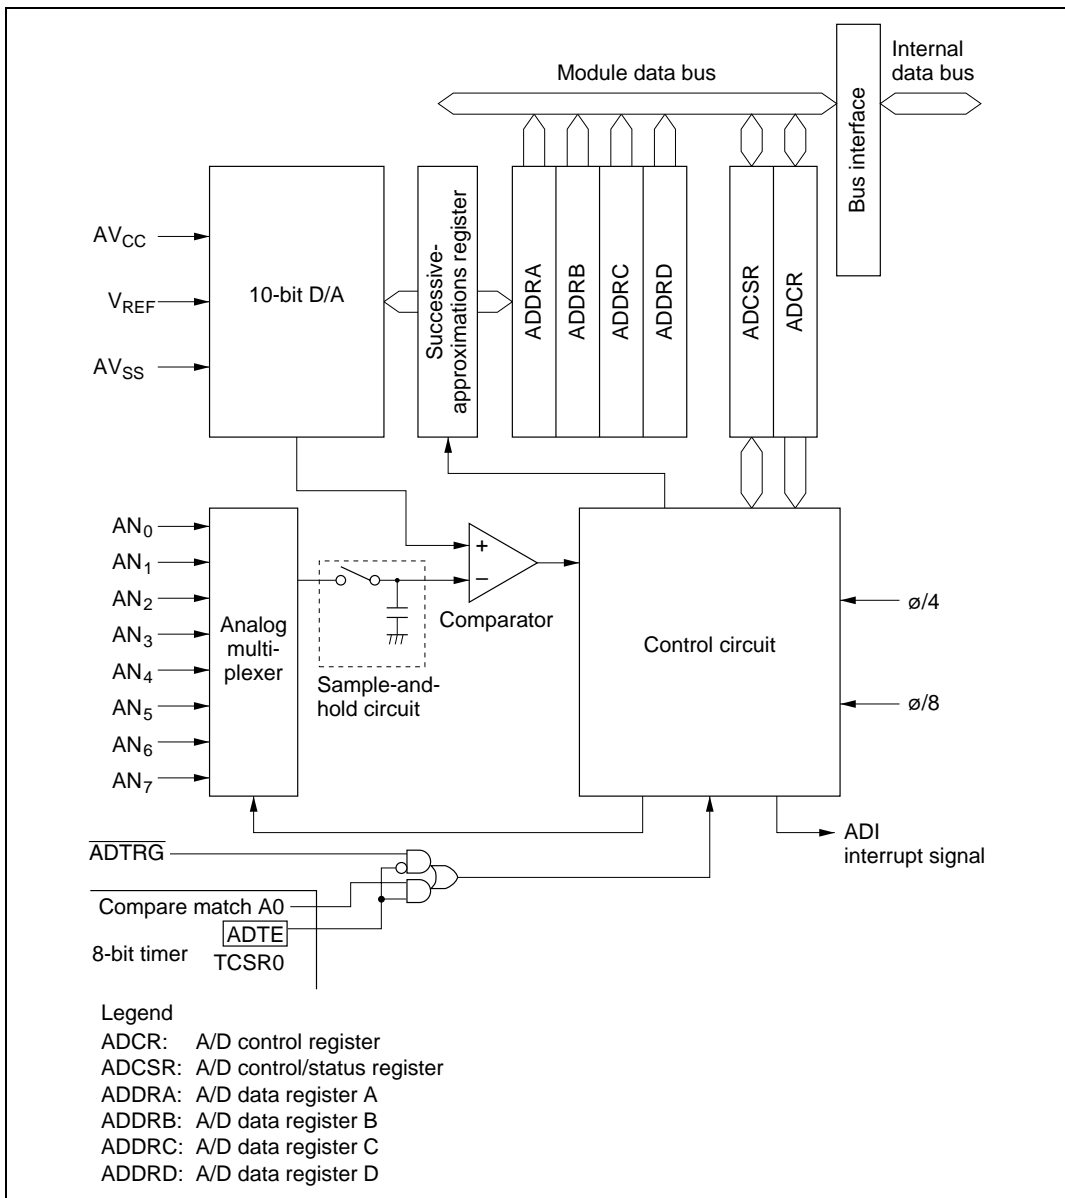 Internal
data bus
Module data bus
Bus interface
AVCC
VREF
AVSS
10-bit D/A
Successive-
approximations register
ADDRA
ADDRB
ADDRC
ADDRD
ADCSR
ADCR
AN0
AN1
AN2
AN3
AN4
AN5
AN6
AN7
Analog
multi-
plexer
Sample-and-
hold circuit
+
−
Comparator
Control circuit
ø/4
ø/8
ADI
interrupt signal
ADTRG
Compare match A0
ADTE
8-bit timer
TCSR0
Legend
ADCR: A/D control register
ADCSR: A/D control/status register
ADDRA: A/D data register A
ADDRB: A/D data register B
ADDRC: A/D data register C
ADDRD: A/D data register D